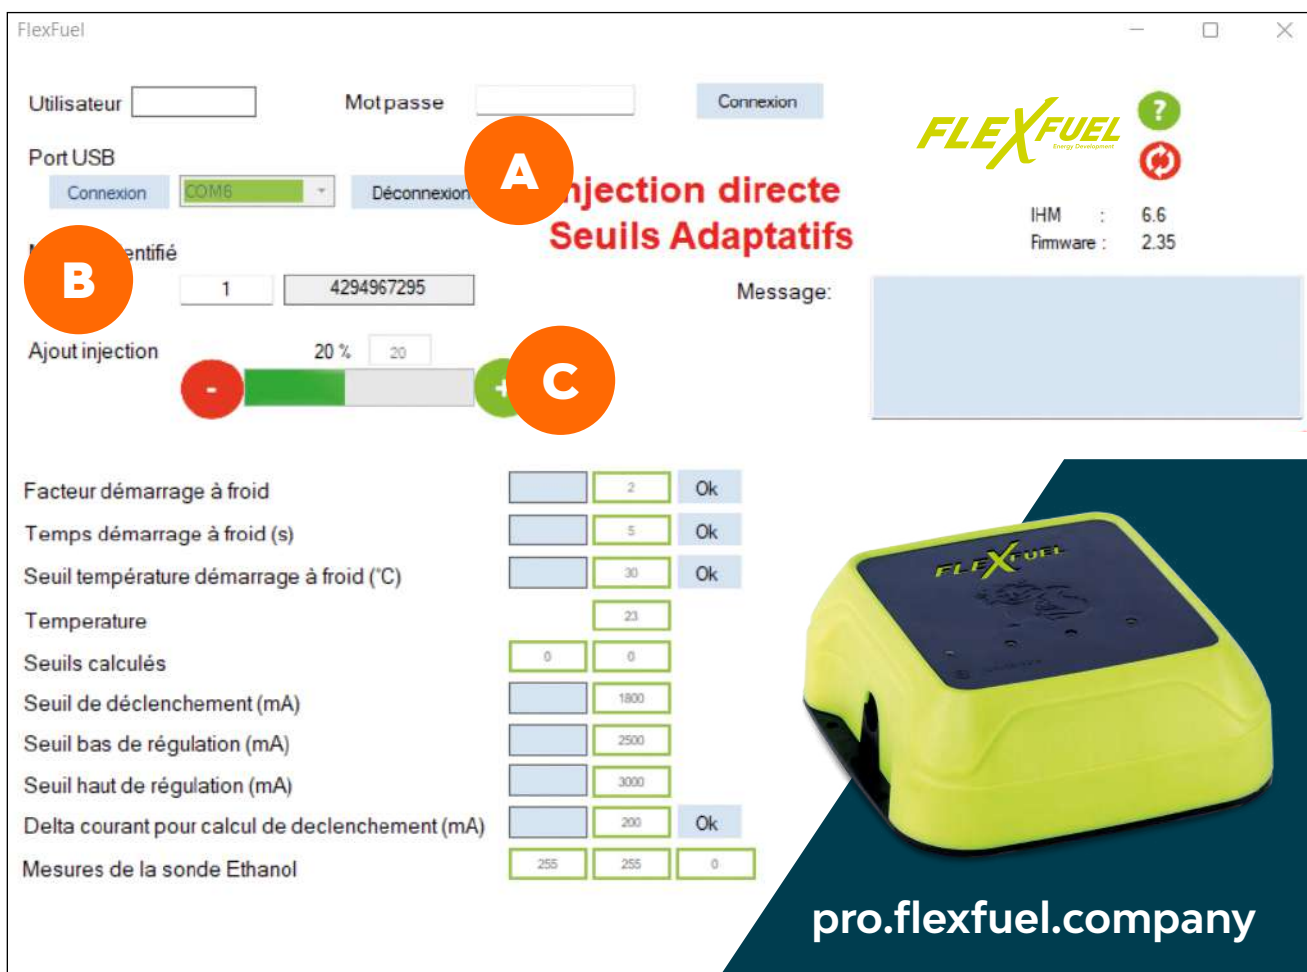 FlexFuel
Utilisateur
Mot passe
Connexion
FLEXFUEL
Energy Development
?
Port USB
Connexion
COM6
Déconnexion
A
njection directe
Seuils Adaptatifs
IHM : 6.6
Firmware : 2.35
entifié
B
1
4294967295
Message:
Ajout injection
20 %
20
-
+
C
Facteur démarrage à froid 2 Ok
Temps démarrage à froid (s) 5 Ok
Seuil température démarrage à froid (°C) 30 Ok
Temperature 23
Seuils calculés 0 0
Seuil de déclenchement (mA) 1800
Seuil bas de régulation (mA) 2500
Seuil haut de régulation (mA) 3000
Delta courant pour calcul de declenchement (mA) 200 Ok
Mesures de la sonde Ethanol 255 255 0
FLEXFUEL
pro.flexfuel.company